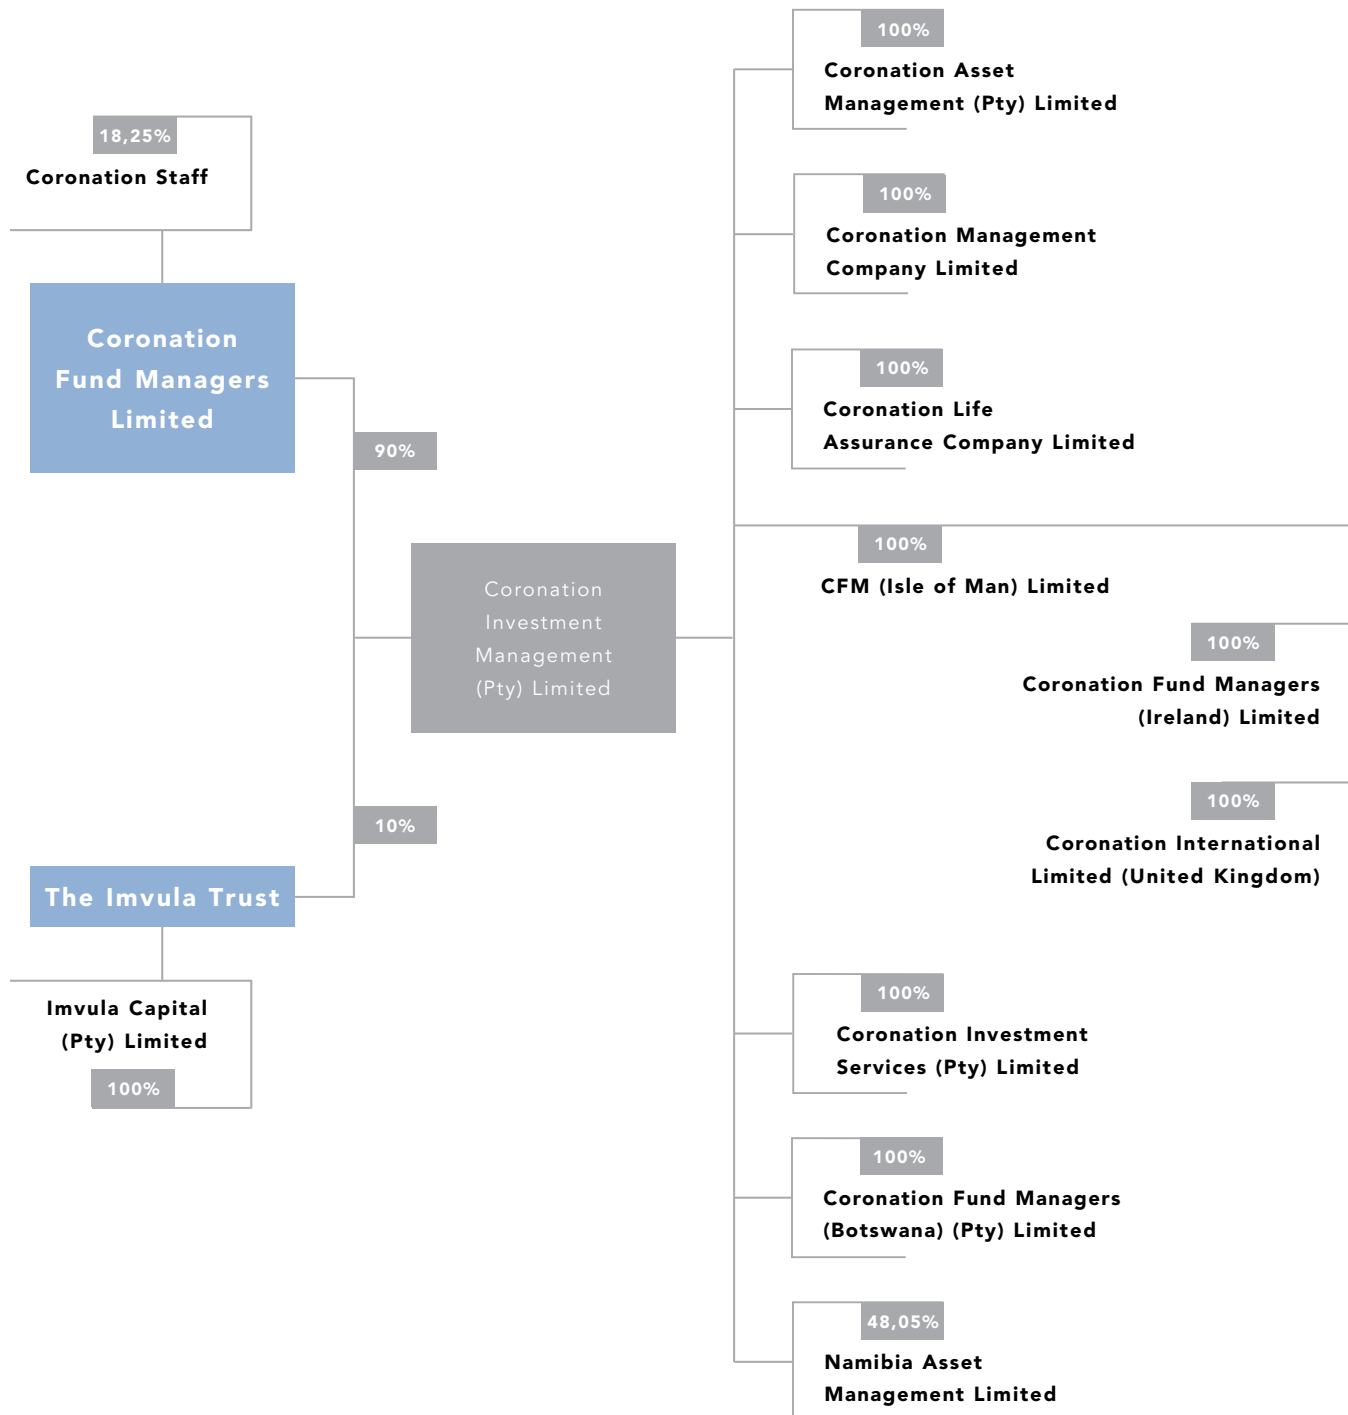 18,25%
Coronation Staff
Coronation
Fund Managers
Limited
90%
Coronation
Investment
Management
(Pty) Limited
10%
The Imvula Trust
Imvula Capital
(Pty) Limited
100%
100%
Coronation Asset
Management (Pty) Limited
100%
Coronation Management
Company Limited
100%
Coronation Life
Assurance Company Limited
100%
CFM (Isle of Man) Limited
100%
Coronation Fund Managers
(Ireland) Limited
100%
Coronation International
Limited (United Kingdom)
100%
Coronation Investment
Services (Pty) Limited
100%
Coronation Fund Managers
(Botswana) (Pty) Limited
48,05%
Namibia Asset
Management Limited